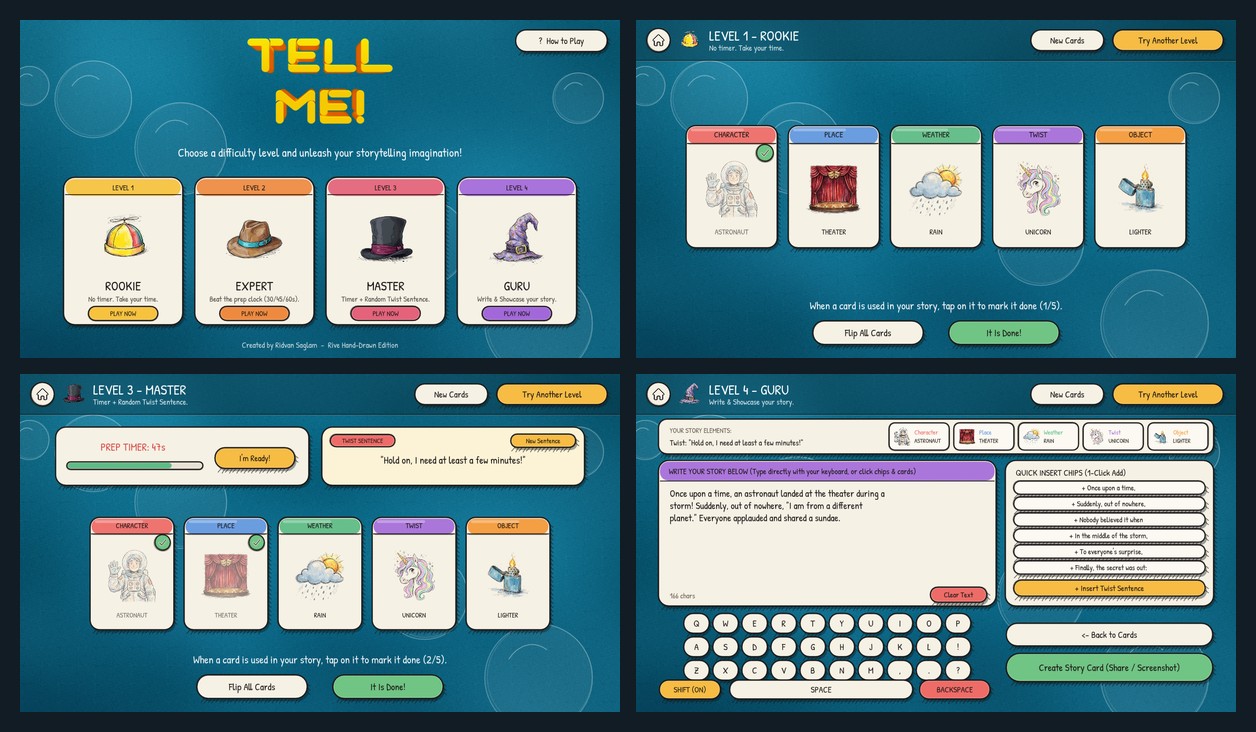 TELL
ME!
? How to Play
Choose a difficulty level and unleash your storytelling imagination!
LEVEL 1
LEVEL 2
LEVEL 3
LEVEL 4
ROOKIE
EXPERT
MASTER
GURU
No timer. Take your time.
Beat the prep clock (30/45/60s).
Timer + Random Twist Sentence.
Write & Showcase your story.
PLAY NOW
PLAY NOW
PLAY NOW
PLAY NOW
Created by Ridvan Saglam - Rive Hand-Drawn Edition
LEVEL 1 - ROOKIE
No timer. Take your time.
New Cards
Try Another Level
CHARACTER
PLACE
WEATHER
TWIST
OBJECT
ASTRONAUT
THEATER
RAIN
UNICORN
LIGHTER
When a card is used in your story, tap on it to mark it done (1/5).
Flip All Cards
It Is Done!
LEVEL 3 - MASTER
Timer + Random Twist Sentence.
New Cards
Try Another Level
PREP TIMER: 47s
I'm Ready!
TWIST SENTENCE
New Sentence
"Hold on, I need at least a few minutes!"
CHARACTER
PLACE
WEATHER
TWIST
OBJECT
ASTRONAUT
THEATER
RAIN
UNICORN
LIGHTER
When a card is used in your story, tap on it to mark it done (2/5).
Flip All Cards
It Is Done!
LEVEL 4 - GURU
Write & Showcase your story.
New Cards
Try Another Level
YOUR STORY ELEMENTS:
Twist: "Hold on, I need at least a few minutes!"
Character
ASTRONAUT
Place
THEATER
Weather
RAIN
Twist
UNICORN
Object
LIGHTER
WRITE YOUR STORY BELOW (Type directly with your keyboard, or click chips & cards)
Once upon a time, an astronaut landed at the theater during a
storm! Suddenly, out of nowhere, "I am from a different
planet." Everyone applauded and shared a sundae.
166 chars
Clear Text
QUICK INSERT CHIPS (1-Click Add)
+ Once upon a time,
+ Suddenly, out of nowhere,
+ Nobody believed it when
+ In the middle of the storm,
+ To everyone's surprise,
+ Finally, the secret was out:
+ Insert Twist Sentence
Q W E R T Y U I O P
A S D F G H J K L !
Z X C V B N M , . ?
SHIFT (ON)
SPACE
BACKSPACE
<- Back to Cards
Create Story Card (Share / Screenshot)